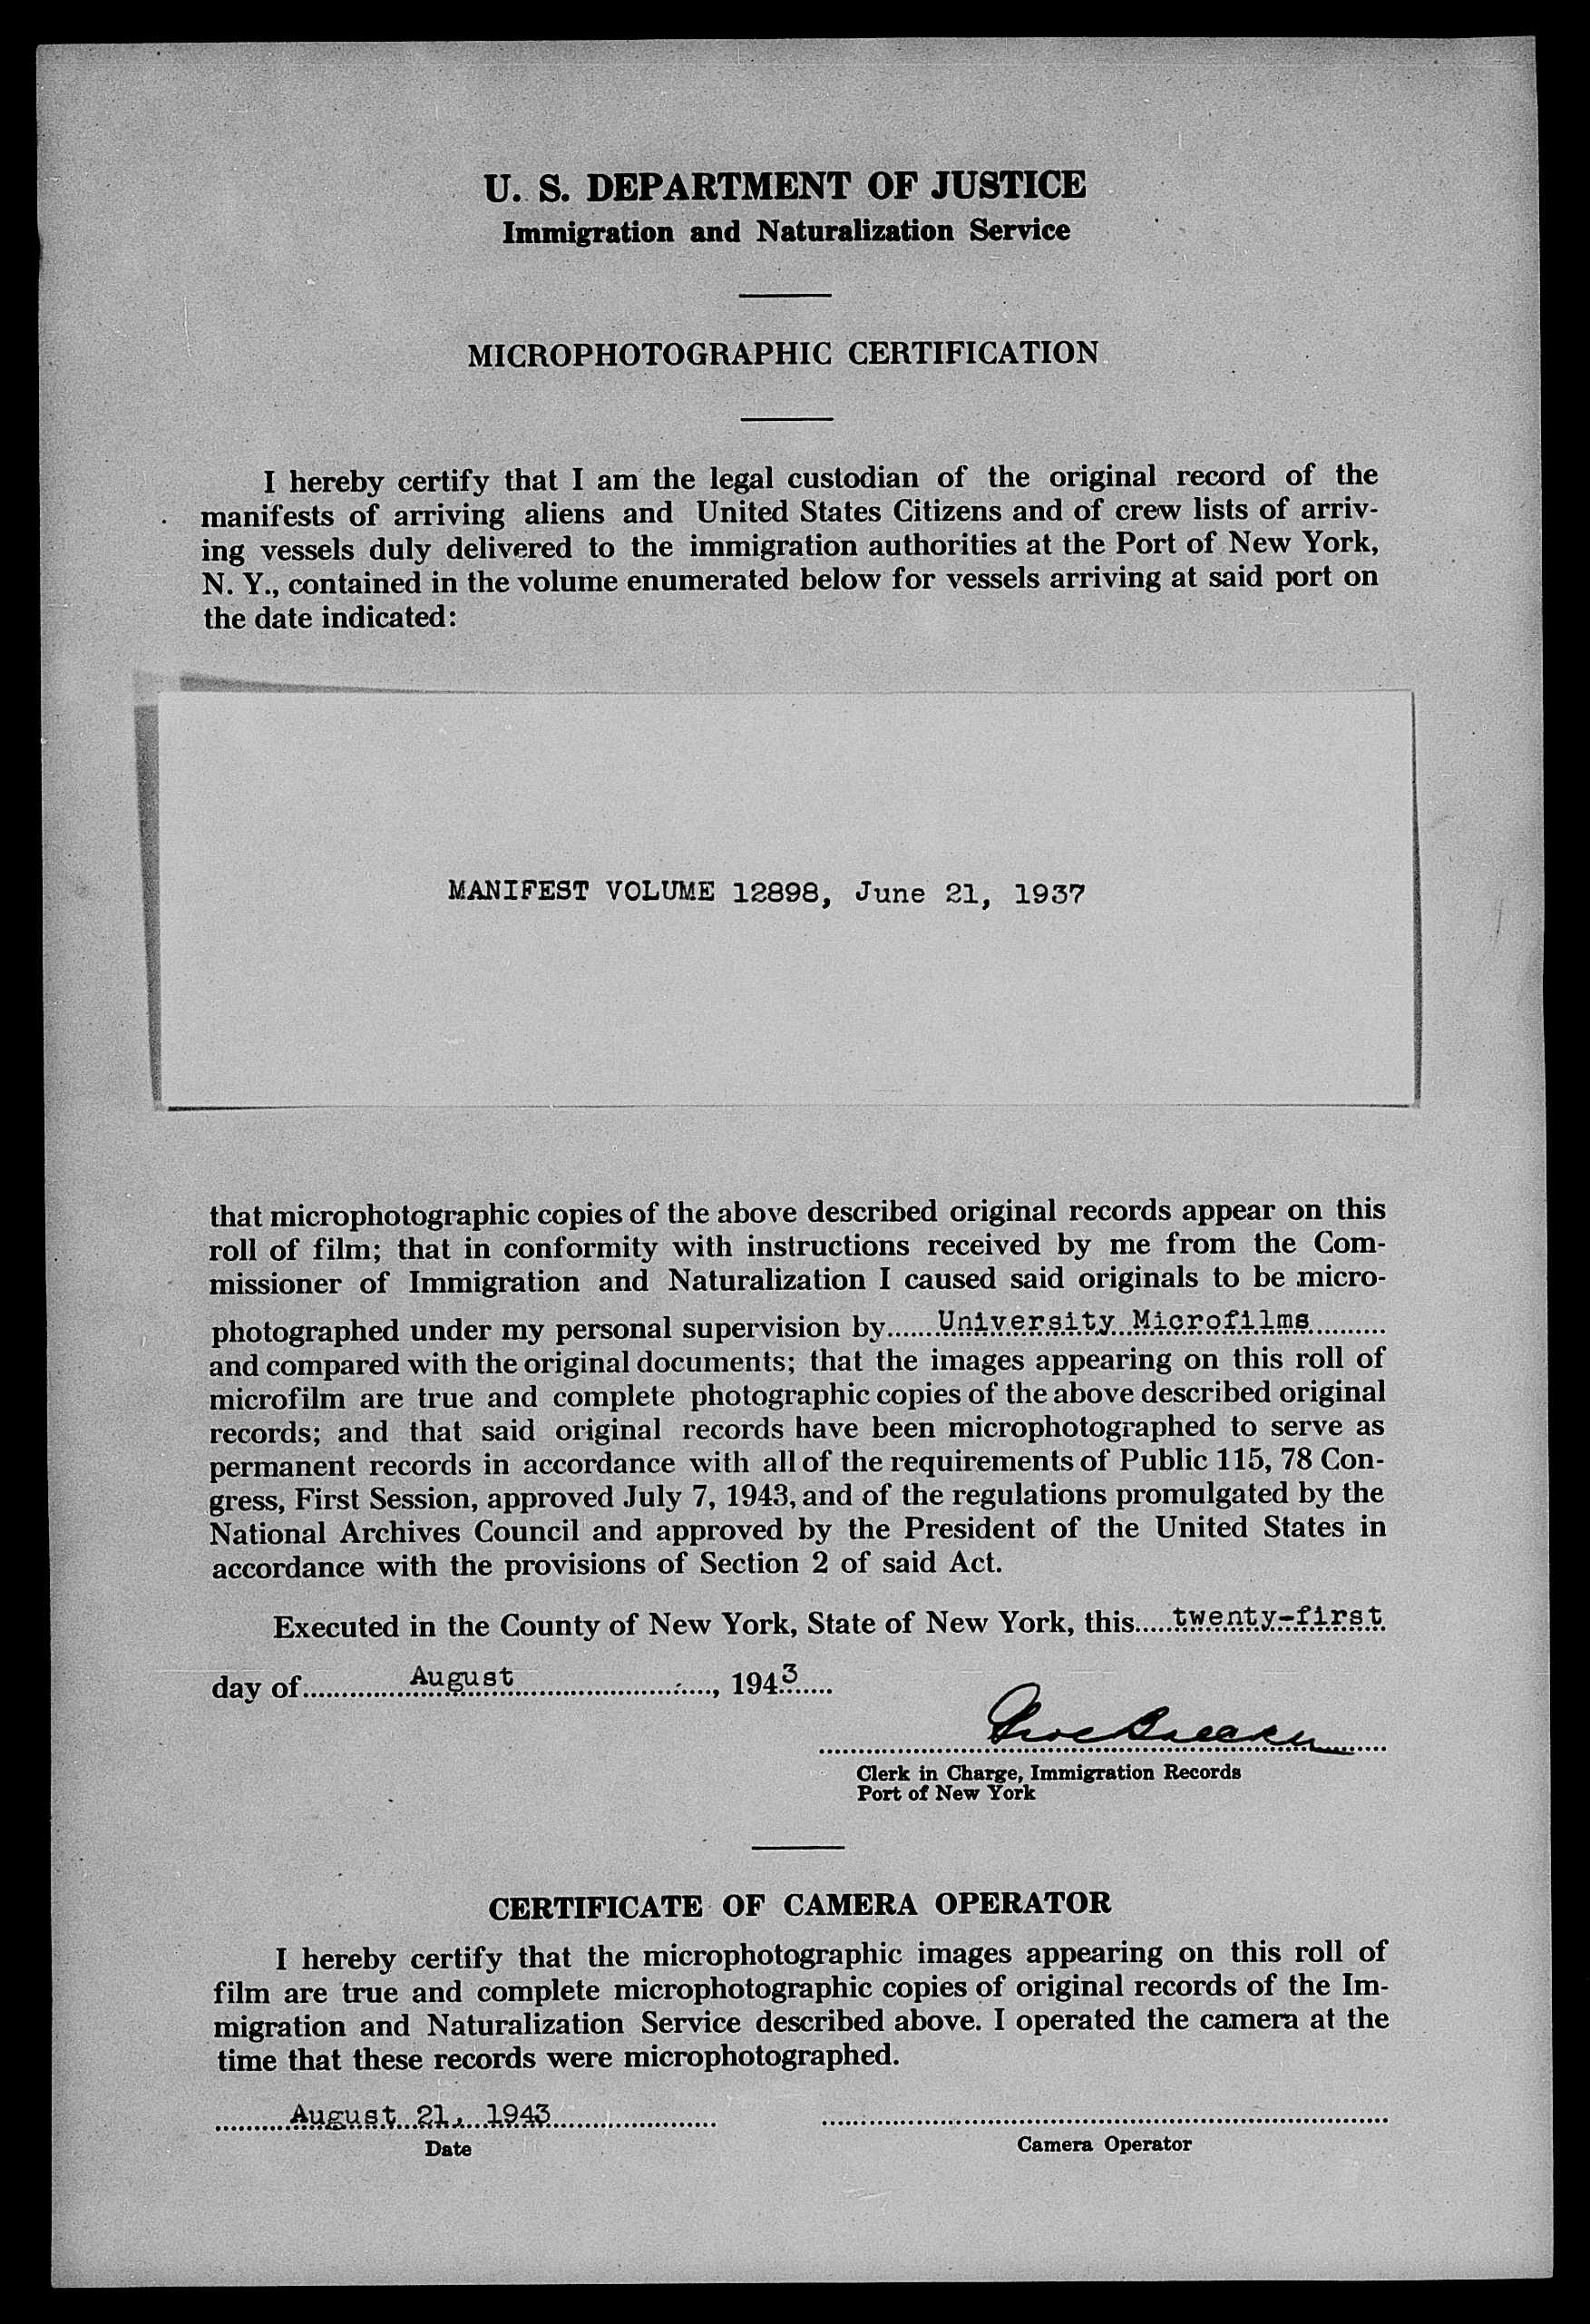 U. S. DEPARTMENT OF JUSTICE
Immigration and Naturalization Service
MICROPHOTOGRAPHIC CERTIFICATION
I hereby certify that I am the legal custodian of the original record of the
manifests of arriving aliens and United States Citizens and of crew lists of arriv-
ing vessels duly delivered to the immigration authorities at the Port of New York,
N. Y., contained in the volume enumerated below for vessels arriving at said port on
the date indicated:
MANIFEST VOLUME 12898, June 21, 1937
that microphotographic copies of the above described original records appear on this
roll of film; that in conformity with instructions received by me from the Com-
missioner of Immigration and Naturalization I caused said originals to be micro-
photographed under my personal supervision by University Microfilms
and compared with the original documents; that the images appearing on this roll of
microfilm are true and complete photographic copies of the above described original
records; and that said original records have been microphotographed to serve as
permanent records in accordance with all of the requirements of Public 115, 78 Con-
gress, First Session, approved July 7, 1943, and of the regulations promulgated by the
National Archives Council and approved by the President of the United States in
accordance with the provisions of Section 2 of said Act.
Executed in the County of New York, State of New York, this twenty-first
day of August, 1943
Clerk in Charge, Immigration Records
Port of New York
CERTIFICATE OF CAMERA OPERATOR
I hereby certify that the microphotographic images appearing on this roll of
film are true and complete microphotographic copies of original records of the Im-
migration and Naturalization Service described above. I operated the camera at the
time that these records were microphotographed.
August 21, 1943
Date
Camera Operator